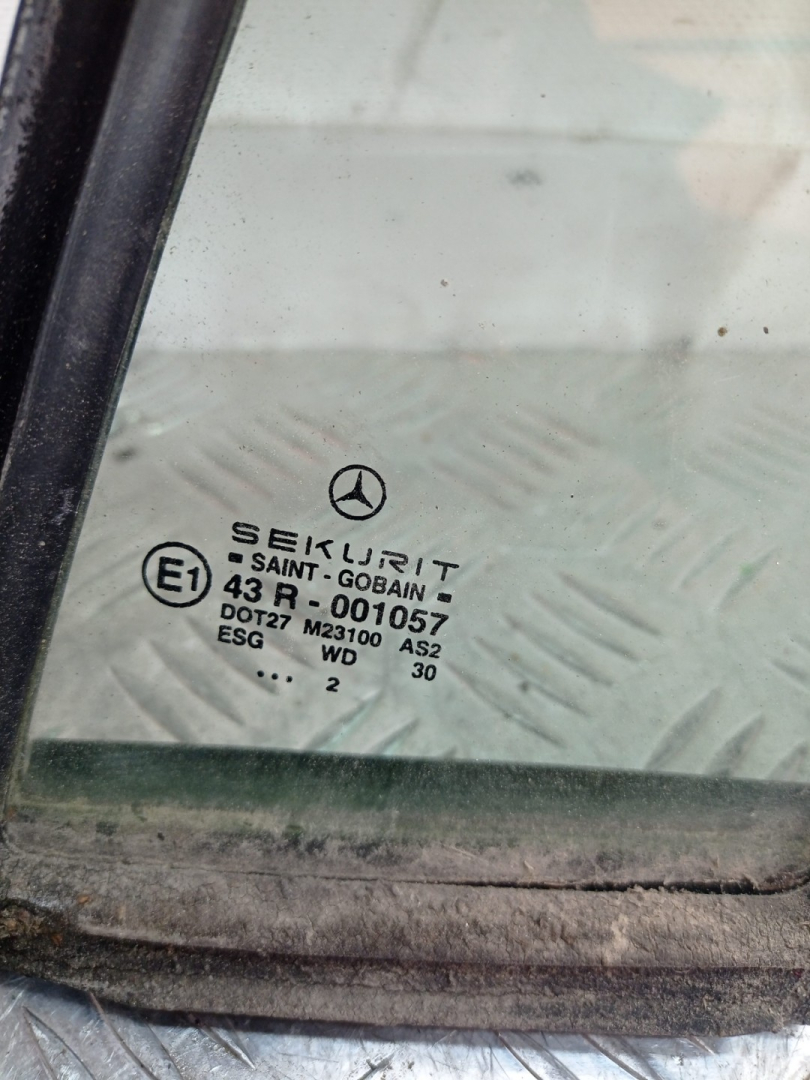 SEKURIT
▪ SAINT - GOBAIN ▪
E1 43 R - 001057
DOT27 M23100 AS2
ESG WD 30
... 2